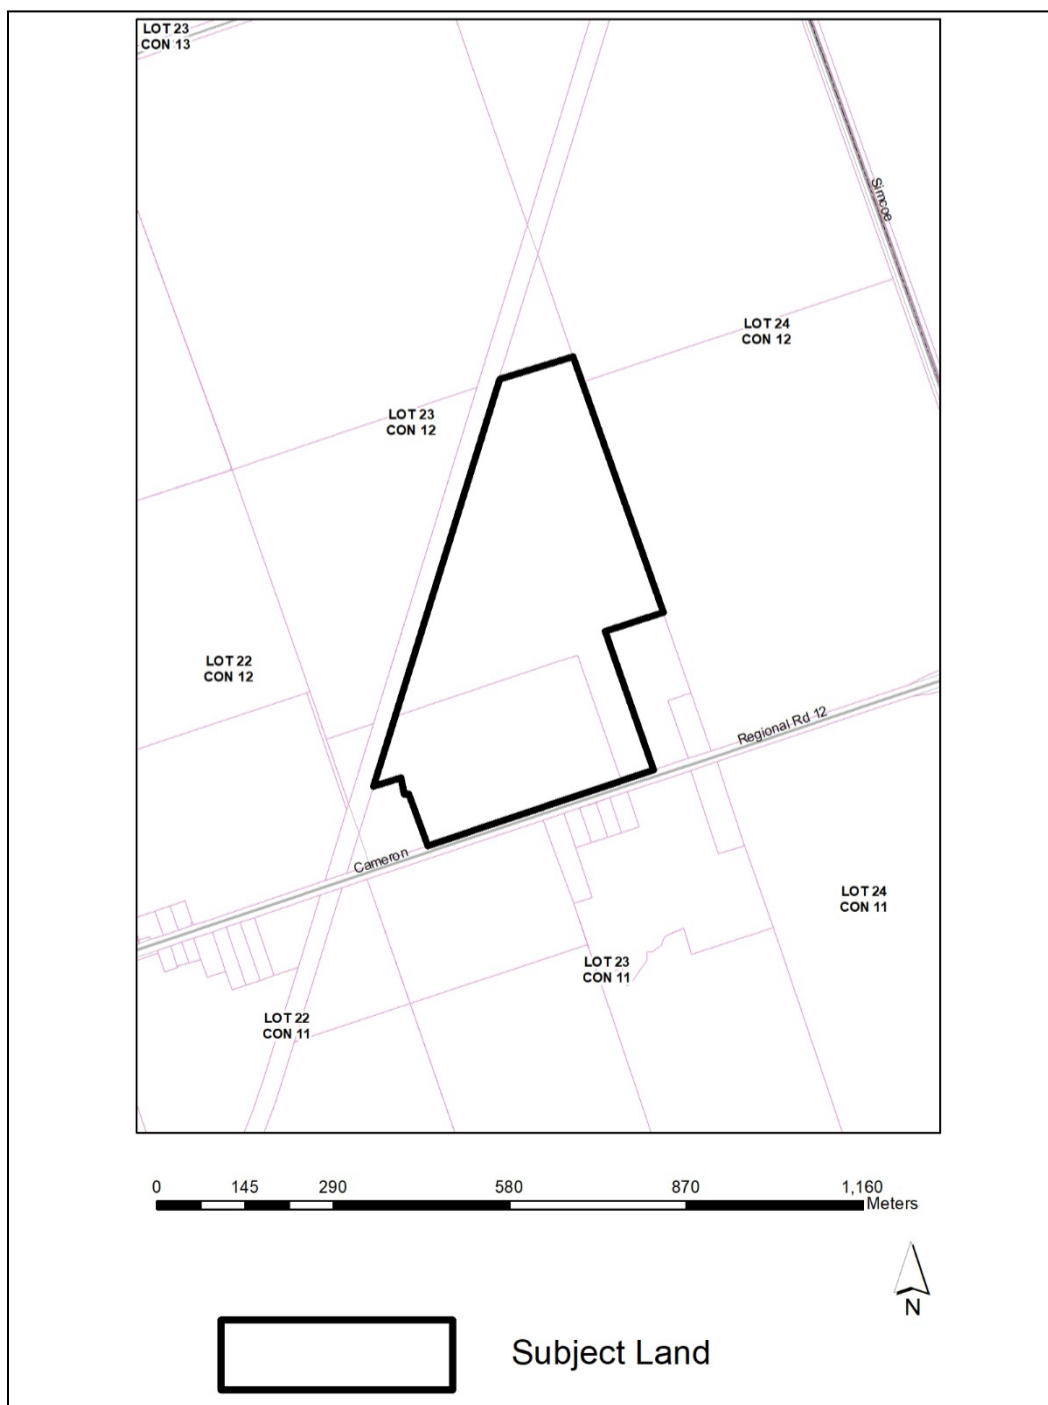 LOT 23
CON 13
Simcoe
LOT 24
CON 12
LOT 23
CON 12
LOT 22
CON 12
Regional Rd 12
Cameron
LOT 24
CON 11
LOT 23
CON 11
LOT 22
CON 11
0 145 290 580 870 1,160
Meters
N
Subject Land